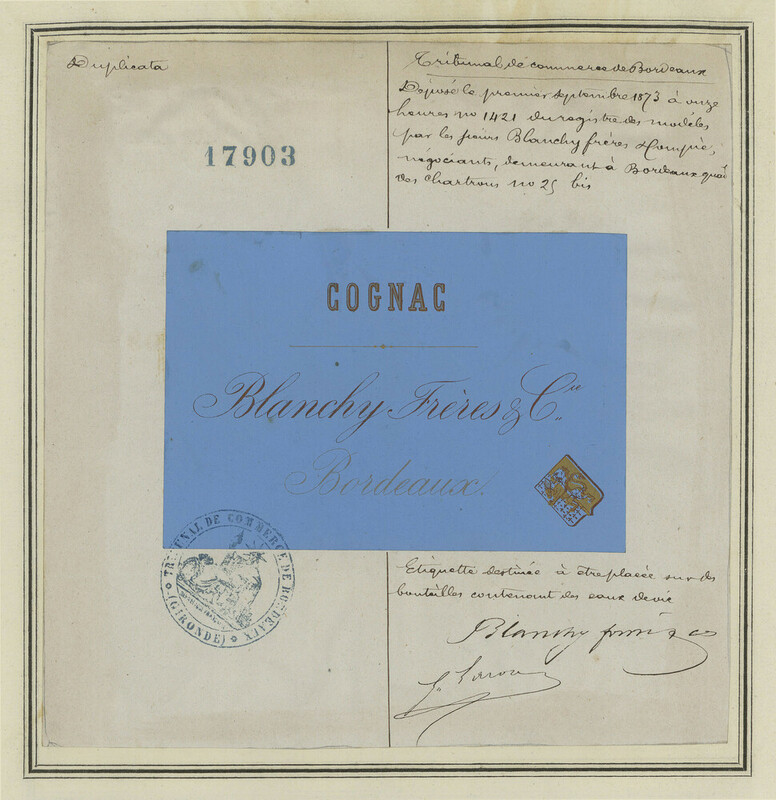 Duplicata
17903
Tribunal de commerce de Bordeaux
Déposé le premier septembre 1873 à onze
heures no 1421 du registre des modèles
par les sieurs Blanchy frères & Compie,
négociants, demeurant à Bordeaux quai
des Chartrons no 25 bis
COGNAC
Blanchy Frères & Cie
Bordeaux.
TRIBUNAL DE COMMERCE DE BORDEAUX
(GIRONDE)
Etiquette destinée à être placée sur des
bouteilles contenant des eaux de vie
Blanchy frères & co